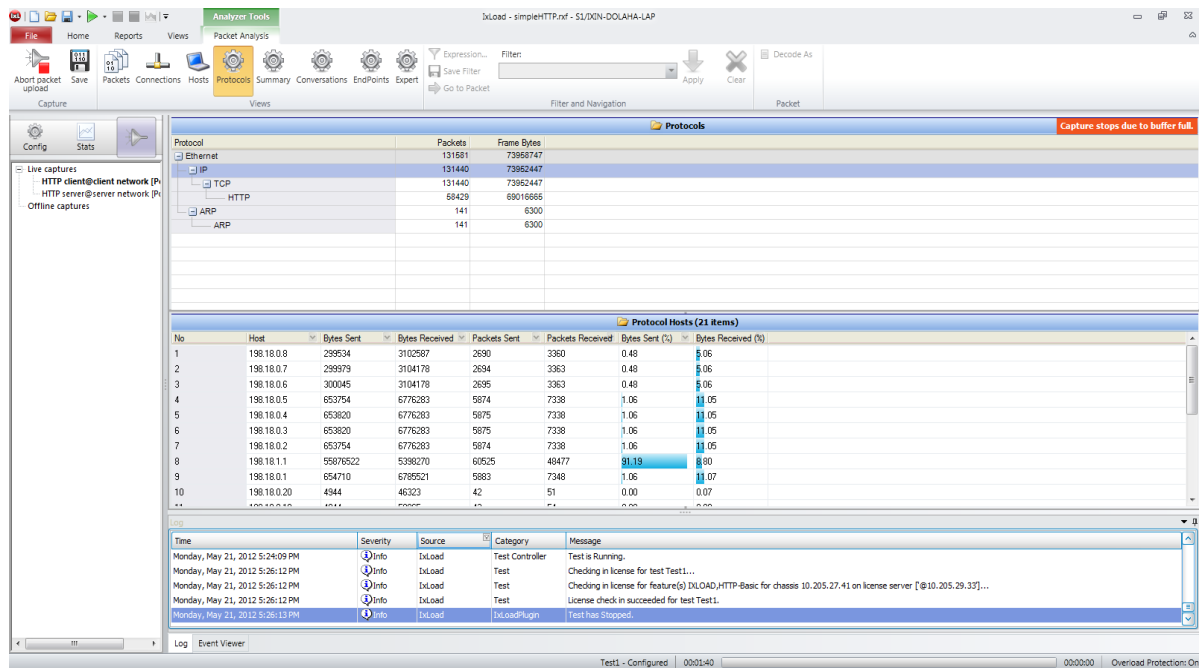 IxL
Analyzer Tools
IxLoad - simpleHTTP.rxf - S1/IXIN-DOLAHA-LAP
File Home Reports Views Packet Analysis
Abort packet upload Save Packets Connections Hosts Protocols Summary Conversations EndPoints Expert
Expression... Filter:
Save Filter Apply Clear Decode As
Go to Packet
Capture Views Filter and Navigation Packet
Config Stats
Protocols Capture stops due to buffer full.
Live captures
HTTP client@client network [P
HTTP server@server network [P
Offline captures
Protocol Packets Frame Bytes
Ethernet 131581 73958747
IP 131440 73952447
TCP 131440 73952447
HTTP 58429 69016665
ARP 141 6300
ARP 141 6300
Protocol Hosts (21 items)
No Host Bytes Sent Bytes Received Packets Sent Packets Received Bytes Sent (%) Bytes Received (%)
1 198.18.0.8 299534 3102587 2690 3360 0.48 5.06
2 198.18.0.7 299979 3104178 2694 3363 0.48 5.06
3 198.18.0.6 300045 3104178 2695 3363 0.48 5.06
4 198.18.0.5 653754 6776283 5874 7338 1.06 11.05
5 198.18.0.4 653820 6776283 5875 7338 1.06 11.05
6 198.18.0.3 653820 6776283 5875 7338 1.06 11.05
7 198.18.0.2 653754 6776283 5874 7338 1.06 11.05
8 198.18.1.1 55876522 5398270 60525 48477 91.19 8.80
9 198.18.0.1 654710 6785521 5883 7348 1.06 11.07
10 198.18.0.20 4944 46323 42 51 0.00 0.07
Log
Time Severity Source Category Message
Monday, May 21, 2012 5:24:09 PM Info IxLoad Test Controller Test is Running.
Monday, May 21, 2012 5:26:12 PM Info IxLoad Test Checking in license for test Test1...
Monday, May 21, 2012 5:26:12 PM Info IxLoad Test Checking in license for feature(s) IXLOAD,HTTP-Basic for chassis 10.205.27.41 on license server ['@10.205.29.33']...
Monday, May 21, 2012 5:26:12 PM Info IxLoad Test License check in succeeded for test Test1.
Monday, May 21, 2012 5:26:13 PM Info IxLoad IxLoadPlugin Test has Stopped.
Log Event Viewer
Test1 - Configured 00:01:40 00:00:00 Overload Protection: On